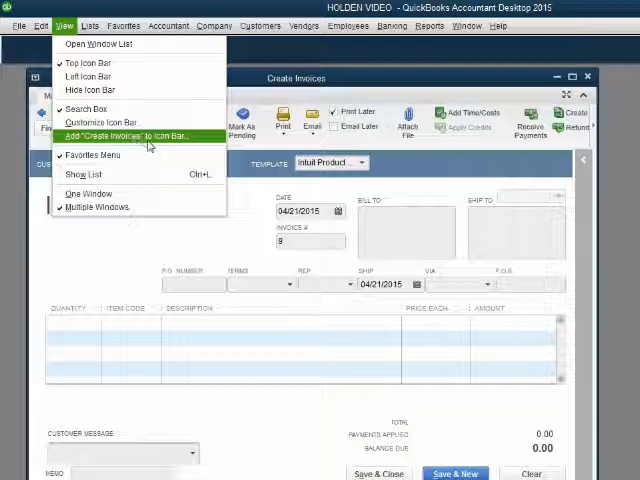 HOLDEN VIDEO - QuickBooks Accountant Desktop 2015
File Edit View Lists Favorites Accountant Company Customers Vendors Employees Banking Reports Window Help
Open Window List
Top Icon Bar
Left Icon Bar
Hide Icon Bar
Search Box
Customize Icon Bar...
Add "Create Invoices" to Icon Bar...
Favorites Menu
Show List Ctrl+L
One Window
Multiple Windows
Create Invoices
Mark As Pending
Print
Email
Print Later
Email Later
Attach File
Add Time/Costs
Apply Credits
Receive Payments
Create
Refund
TEMPLATE Intuit Product ...
DATE
04/21/2015
INVOICE #
9
BILL TO
SHIP TO
P.O. NUMBER TERMS REP SHIP VIA F.O.B.
04/21/2015
QUANTITY ITEM CODE DESCRIPTION PRICE EACH AMOUNT
TOTAL
PAYMENTS APPLIED 0.00
BALANCE DUE 0.00
CUSTOMER MESSAGE
MEMO
Save & Close Save & New Clear